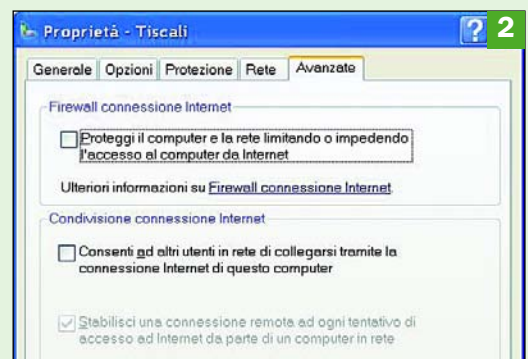 Proprietà - Tiscali
? 2
Generale Opzioni Protezione Rete Avanzate
Firewall connessione Internet
Proteggi il computer e la rete limitando o impedendo
l'accesso al computer da Internet
Ulteriori informazioni su Firewall connessione Internet.
Condivisione connessione Internet
Consenti ad altri utenti in rete di collegarsi tramite la
connessione Internet di questo computer
Stabilisci una connessione remota ad ogni tentativo di
accesso ad Internet da parte di un computer in rete